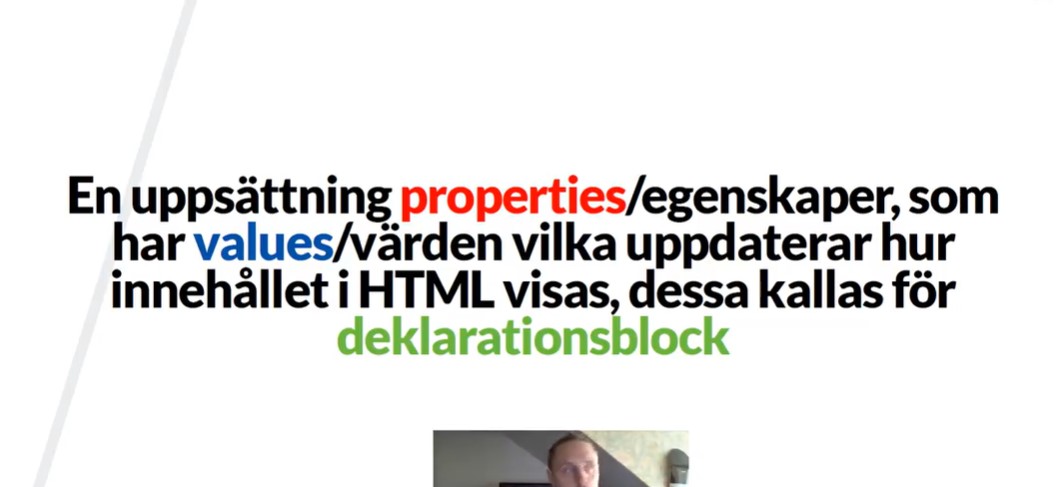 En uppsättning properties/egenskaper, som
har values/värden vilka uppdaterar hur
innehållet i HTML visas, dessa kallas för
deklarationsblock